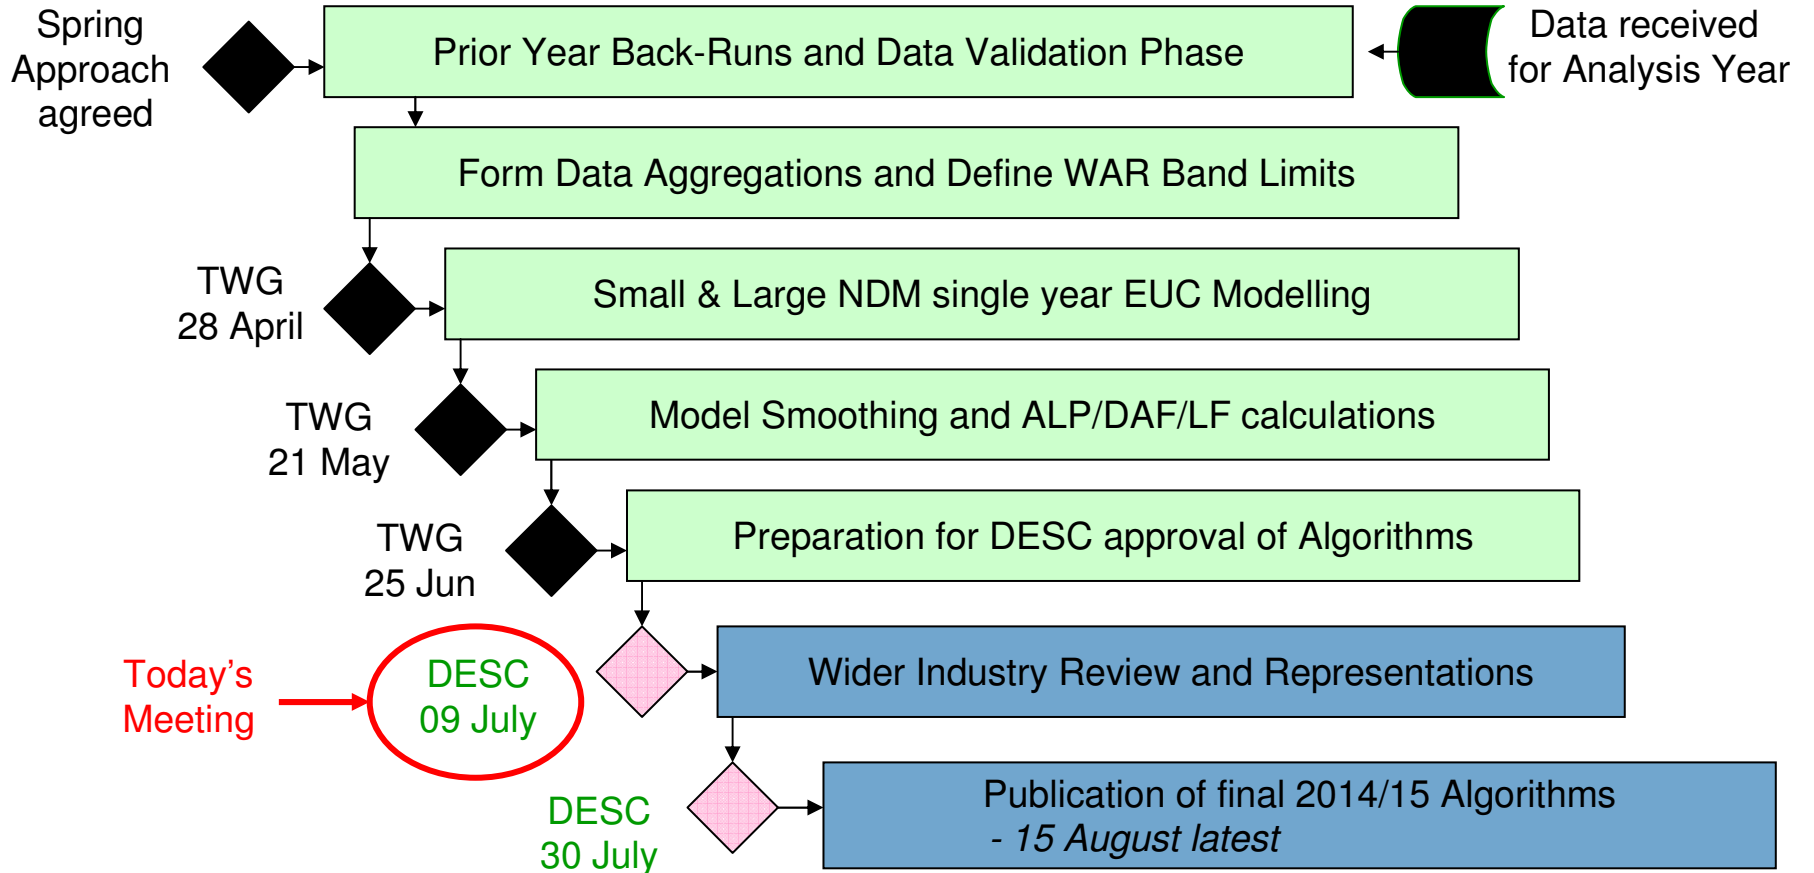 Spring
Approach
agreed
Prior Year Back-Runs and Data Validation Phase
Data received
for Analysis Year
Form Data Aggregations and Define WAR Band Limits
TWG
28 April
Small & Large NDM single year EUC Modelling
TWG
21 May
Model Smoothing and ALP/DAF/LF calculations
TWG
25 Jun
Preparation for DESC approval of Algorithms
Today's
Meeting
DESC
09 July
Wider Industry Review and Representations
DESC
30 July
Publication of final 2014/15 Algorithms
- 15 August latest